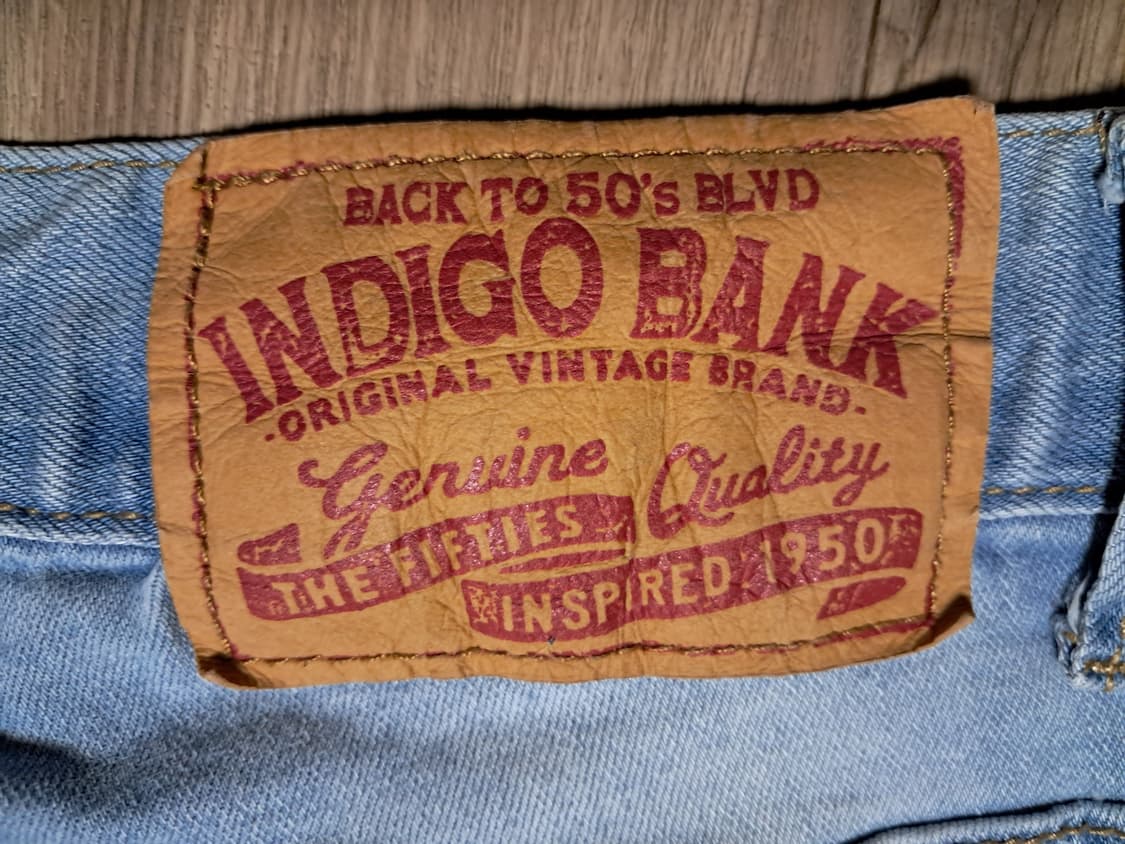 BACK TO 50's BLVD
INDIGO BANK
-ORIGINAL VINTAGE BRAND-
Genuine Quality
THE FIFTIES
INSPIRED 1950